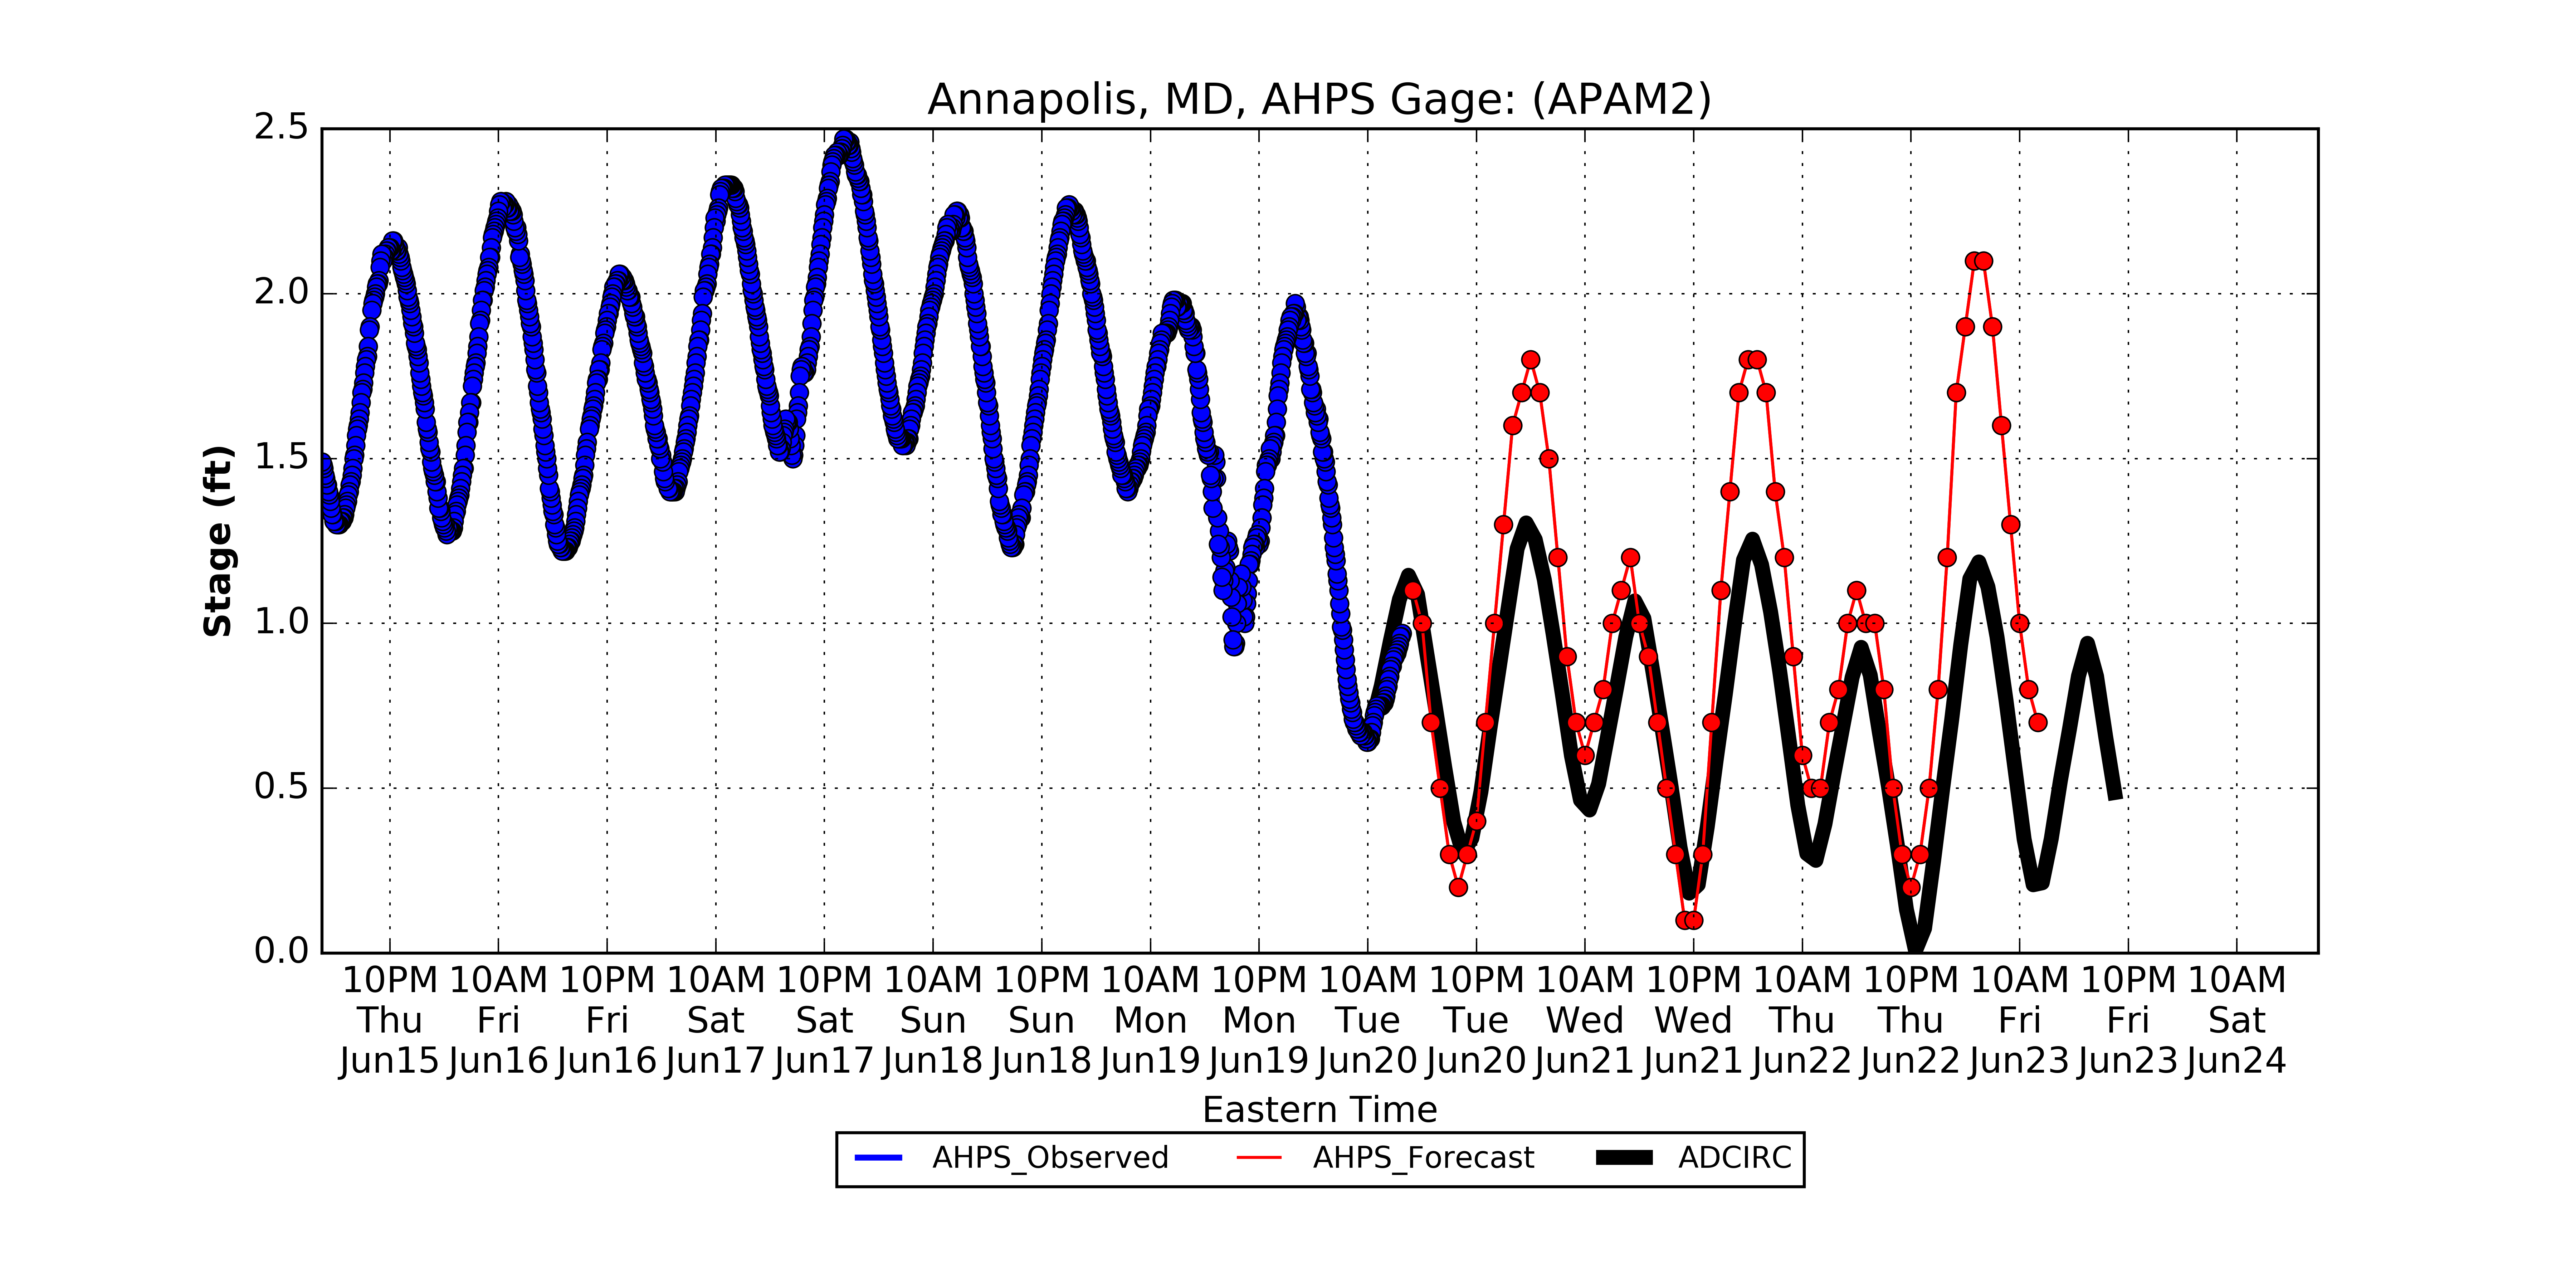 Annapolis, MD, AHPS Gage: (APAM2)
2.5
2.0
1.5
1.0
0.5
0.0
Stage (ft)
10PM 10AM 10PM 10AM 10PM 10AM 10PM 10AM 10PM 10AM 10PM 10AM 10PM 10AM 10PM 10AM 10PM 10AM
Thu Fri Fri Sat Sat Sun Sun Mon Mon Tue Tue Wed Wed Thu Thu Fri Fri Sat
Jun15 Jun16 Jun16 Jun17 Jun17 Jun18 Jun18 Jun19 Jun19 Jun20 Jun20 Jun21 Jun21 Jun22 Jun22 Jun23 Jun23 Jun24
Eastern Time
AHPS_Observed AHPS_Forecast ADCIRC